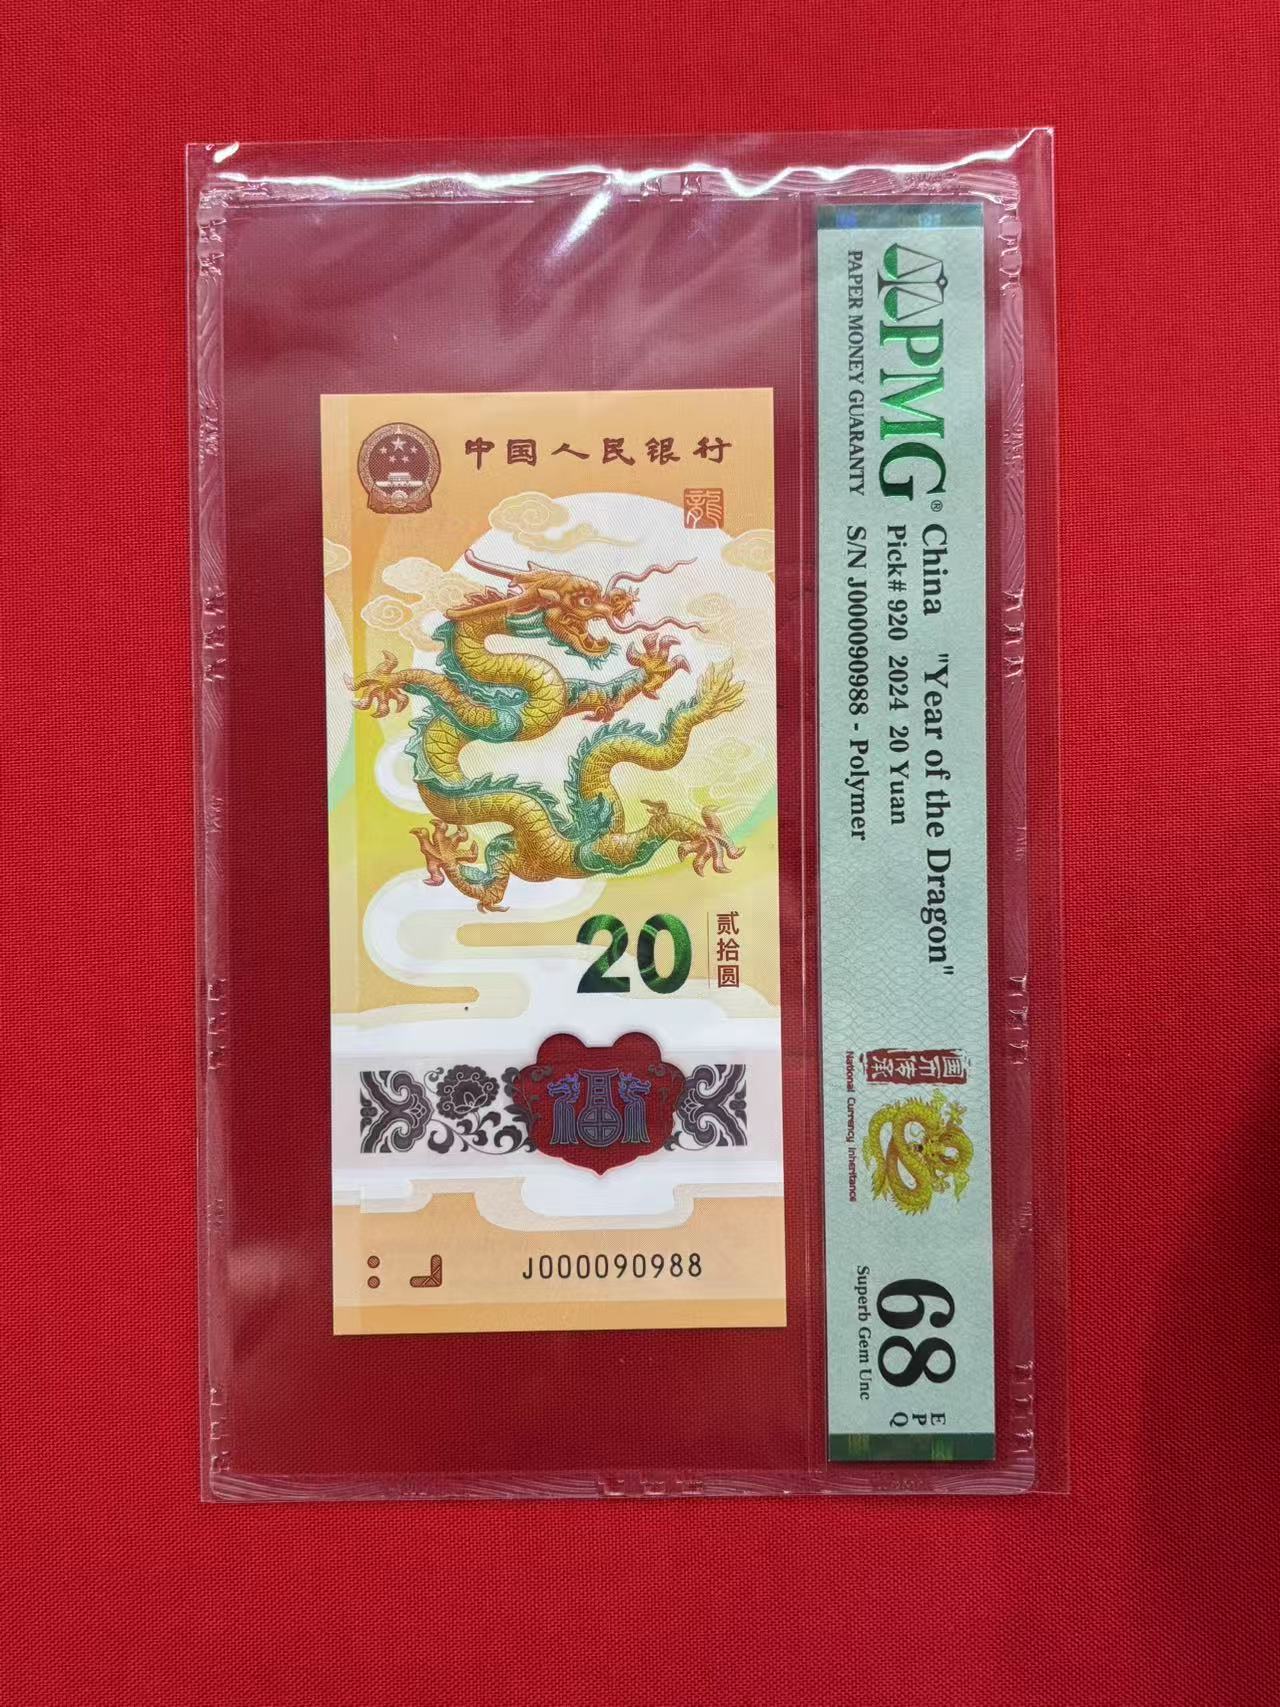 中国人民银行
龍
20
贰拾圆
J000090988
PMG®
PAPER MONEY GUARANTY
China "Year of the Dragon"
Pick# 920 2024 20 Yuan
S/N J000090988 - Polymer
国币传承
National Currency Inheritance
68
EPQ
Superb Gem Unc